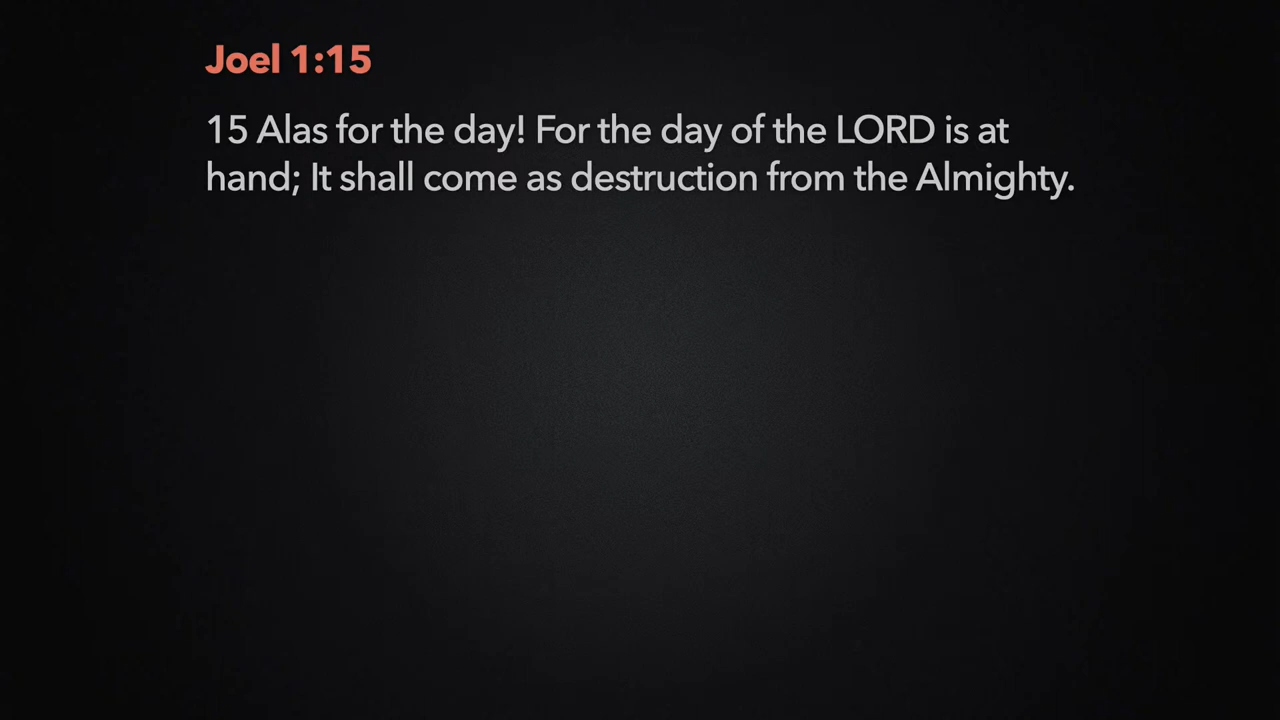 Joel 1:15
15 Alas for the day! For the day of the LORD is at
hand; It shall come as destruction from the Almighty.